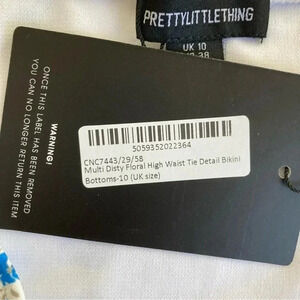 PRETTYLITTLETHING
UK 10
38
5059352022364
CNC7443/29/58
Multi Disty Floral High Waist Tie Detail Bikini
Bottoms-10 (UK size)
WARNING!
ONCE THIS LABEL HAS BEEN REMOVED
YOU CAN NO LONGER RETURN THIS ITEM